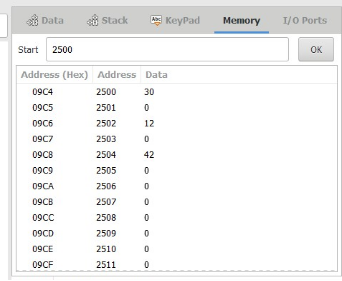 Data Stack KeyPad Memory I/O Ports
Start 2500 OK
Address (Hex) Address Data
09C4 2500 30
09C5 2501 0
09C6 2502 12
09C7 2503 0
09C8 2504 42
09C9 2505 0
09CA 2506 0
09CB 2507 0
09CC 2508 0
09CD 2509 0
09CE 2510 0
09CF 2511 0